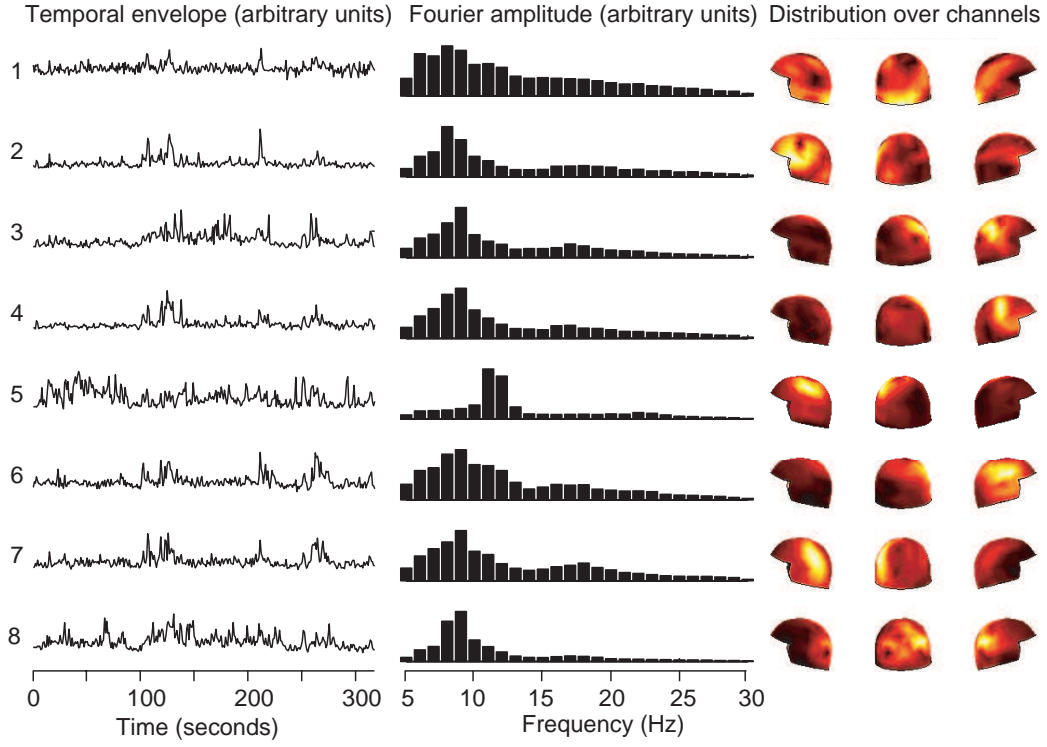 Temporal envelope (arbitrary units) Fourier amplitude (arbitrary units) Distribution over channels
1
2
3
4
5
6
7
8
0 100 200 300 5 10 15 20 25 30
Time (seconds) Frequency (Hz)